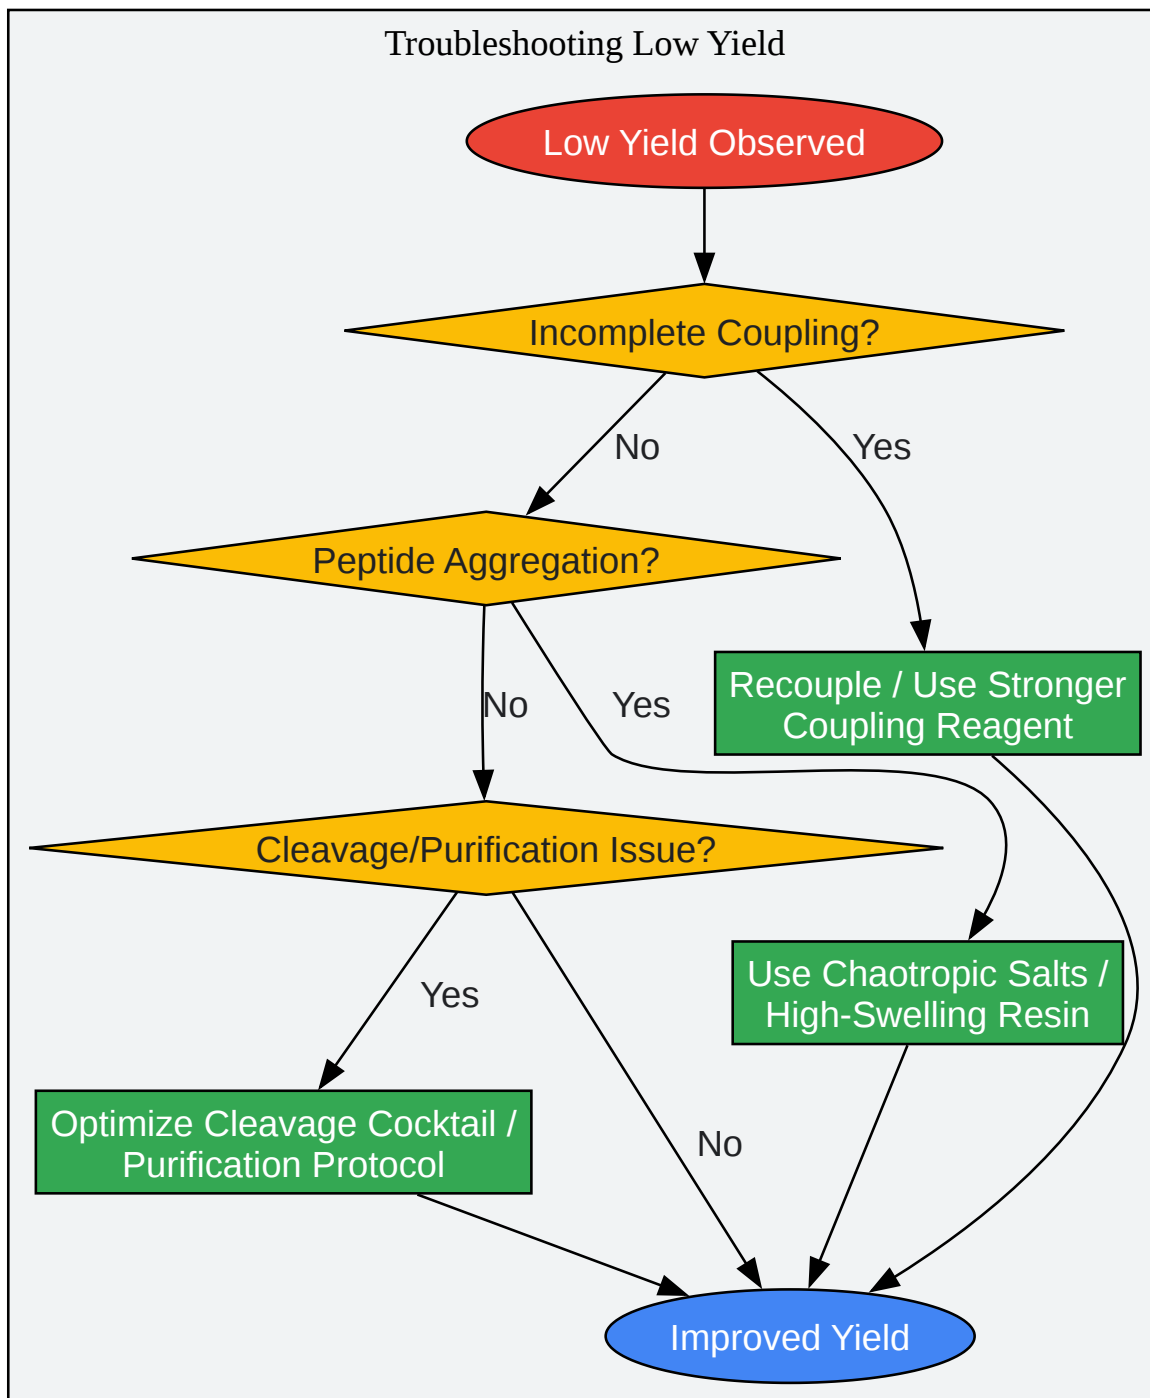 Troubleshooting Low Yield
Low Yield Observed
Incomplete Coupling?
No
Yes
Peptide Aggregation?
Recouple / Use Stronger
Coupling Reagent
No
Yes
Cleavage/Purification Issue?
Use Chaotropic Salts /
High-Swelling Resin
Yes
Optimize Cleavage Cocktail /
Purification Protocol
No
Improved Yield